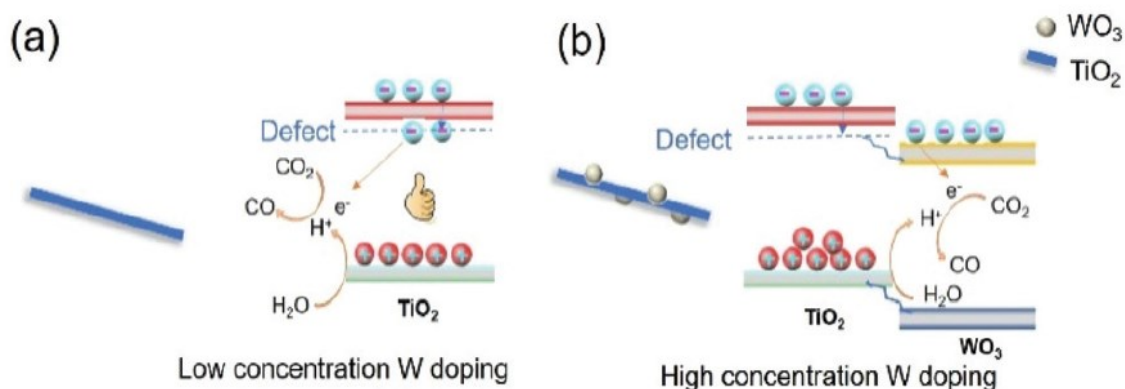 (a)
Defect
CO₂
CO
e⁻
H⁺
H₂O
TiO₂
Low concentration W doping
(b)
WO₃
TiO₂
Defect
e⁻
H⁺
CO₂
CO
H₂O
TiO₂
WO₃
High concentration W doping